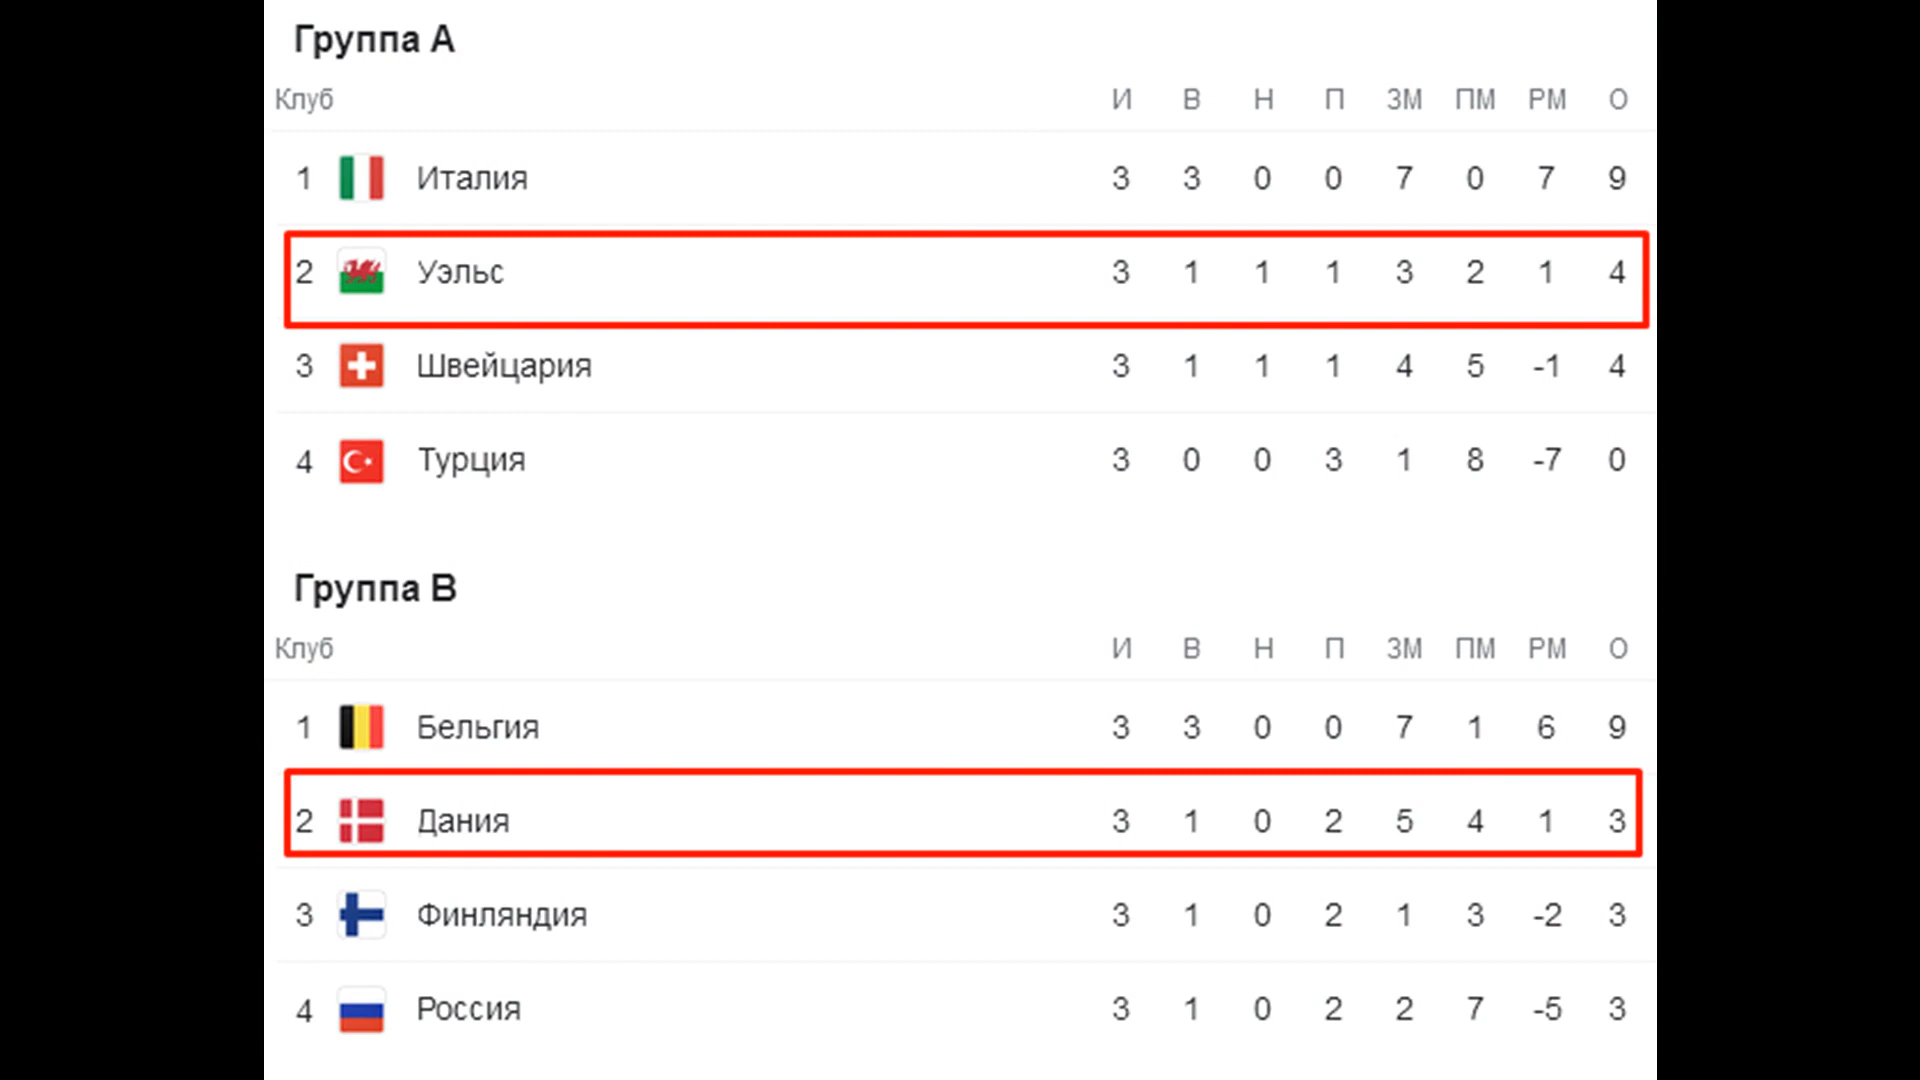 Группа A
Клуб И В Н П ЗМ ПМ РМ О
1 Италия 3 3 0 0 7 0 7 9
2 Уэльс 3 1 1 1 3 2 1 4
3 Швейцария 3 1 1 1 4 5 -1 4
4 Турция 3 0 0 3 1 8 -7 0
Группа B
Клуб И В Н П ЗМ ПМ РМ О
1 Бельгия 3 3 0 0 7 1 6 9
2 Дания 3 1 0 2 5 4 1 3
3 Финляндия 3 1 0 2 1 3 -2 3
4 Россия 3 1 0 2 2 7 -5 3